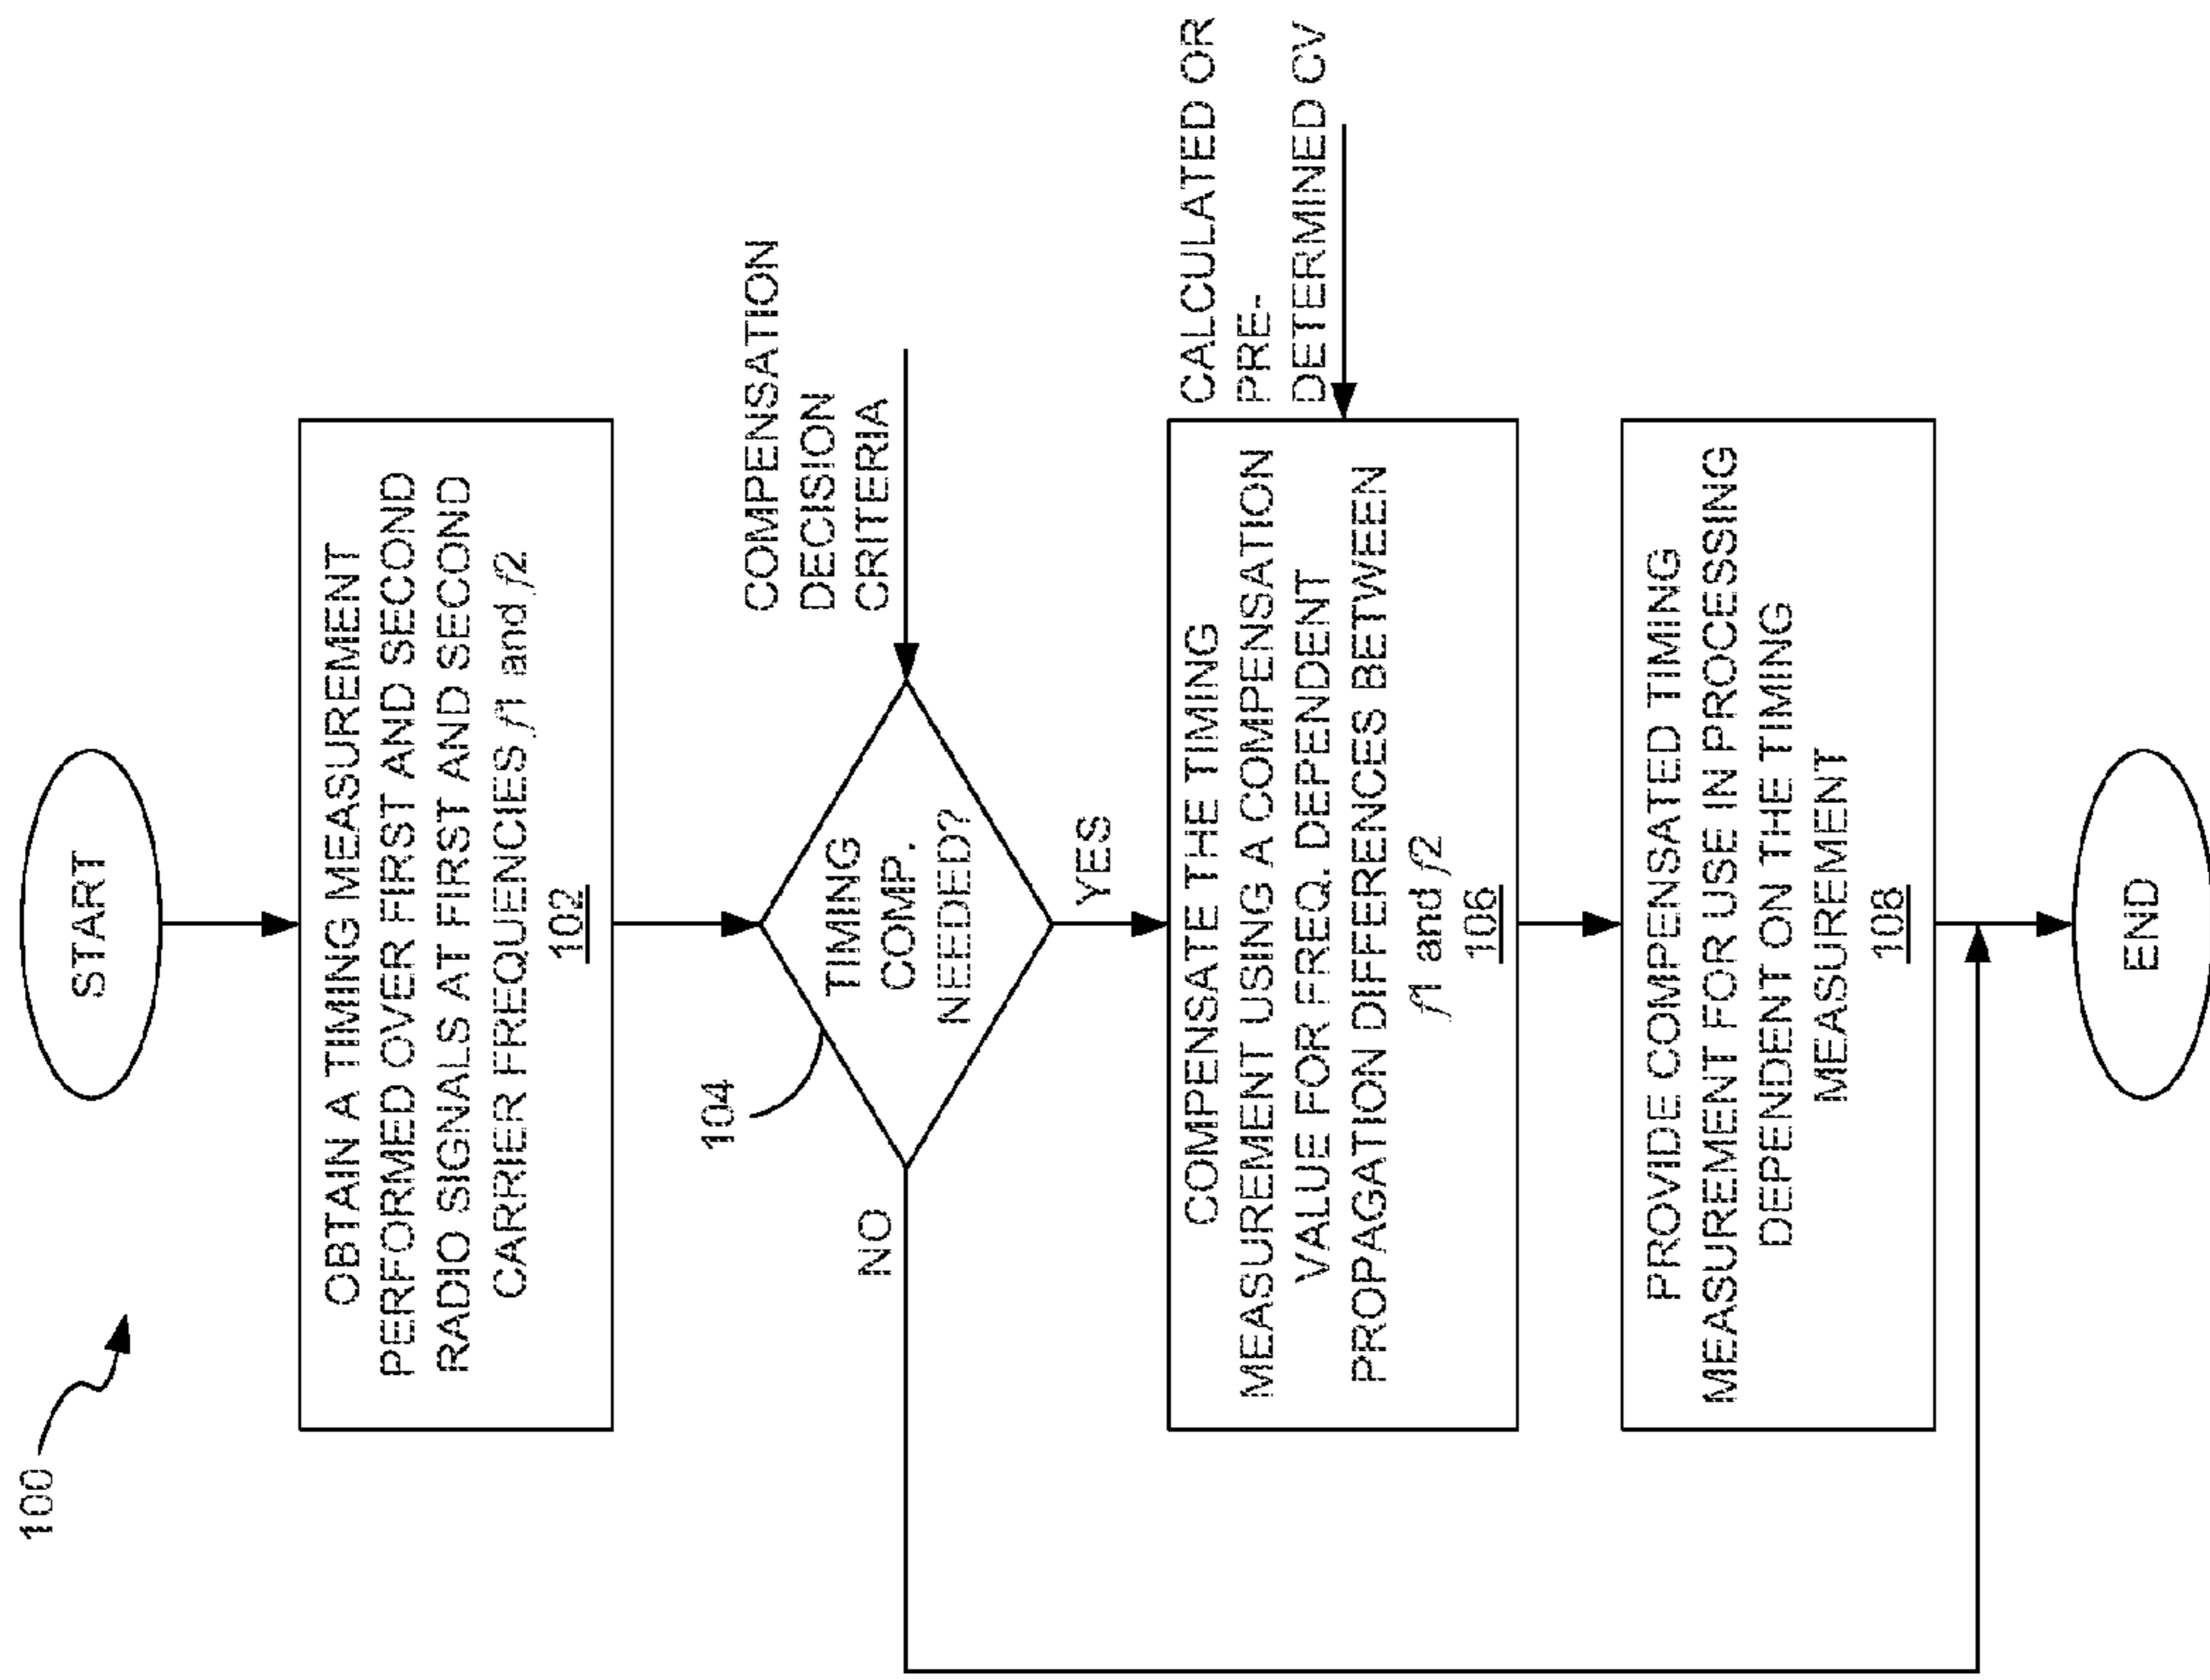 100
START
OBTAIN A TIMING MEASUREMENT
PERFORMED OVER FIRST AND SECOND
RADIO SIGNALS AT FIRST AND SECOND
CARRIER FREQUENCIES f1 and f2
102
104
TIMING
COMP.
NEEDED?
COMPENSATION
DECISION
CRITERIA
NO
YES
COMPENSATE THE TIMING
MEASUREMENT USING A COMPENSATION
VALUE FOR FREQ. DEPENDENT
PROPAGATION DIFFERENCES BETWEEN
f1 and f2
106
CALCULATED OR
PRE-
DETERMINED CV
PROVIDE COMPENSATED TIMING
MEASUREMENT FOR USE IN PROCESSING
DEPENDENT ON THE TIMING
MEASUREMENT
108
END